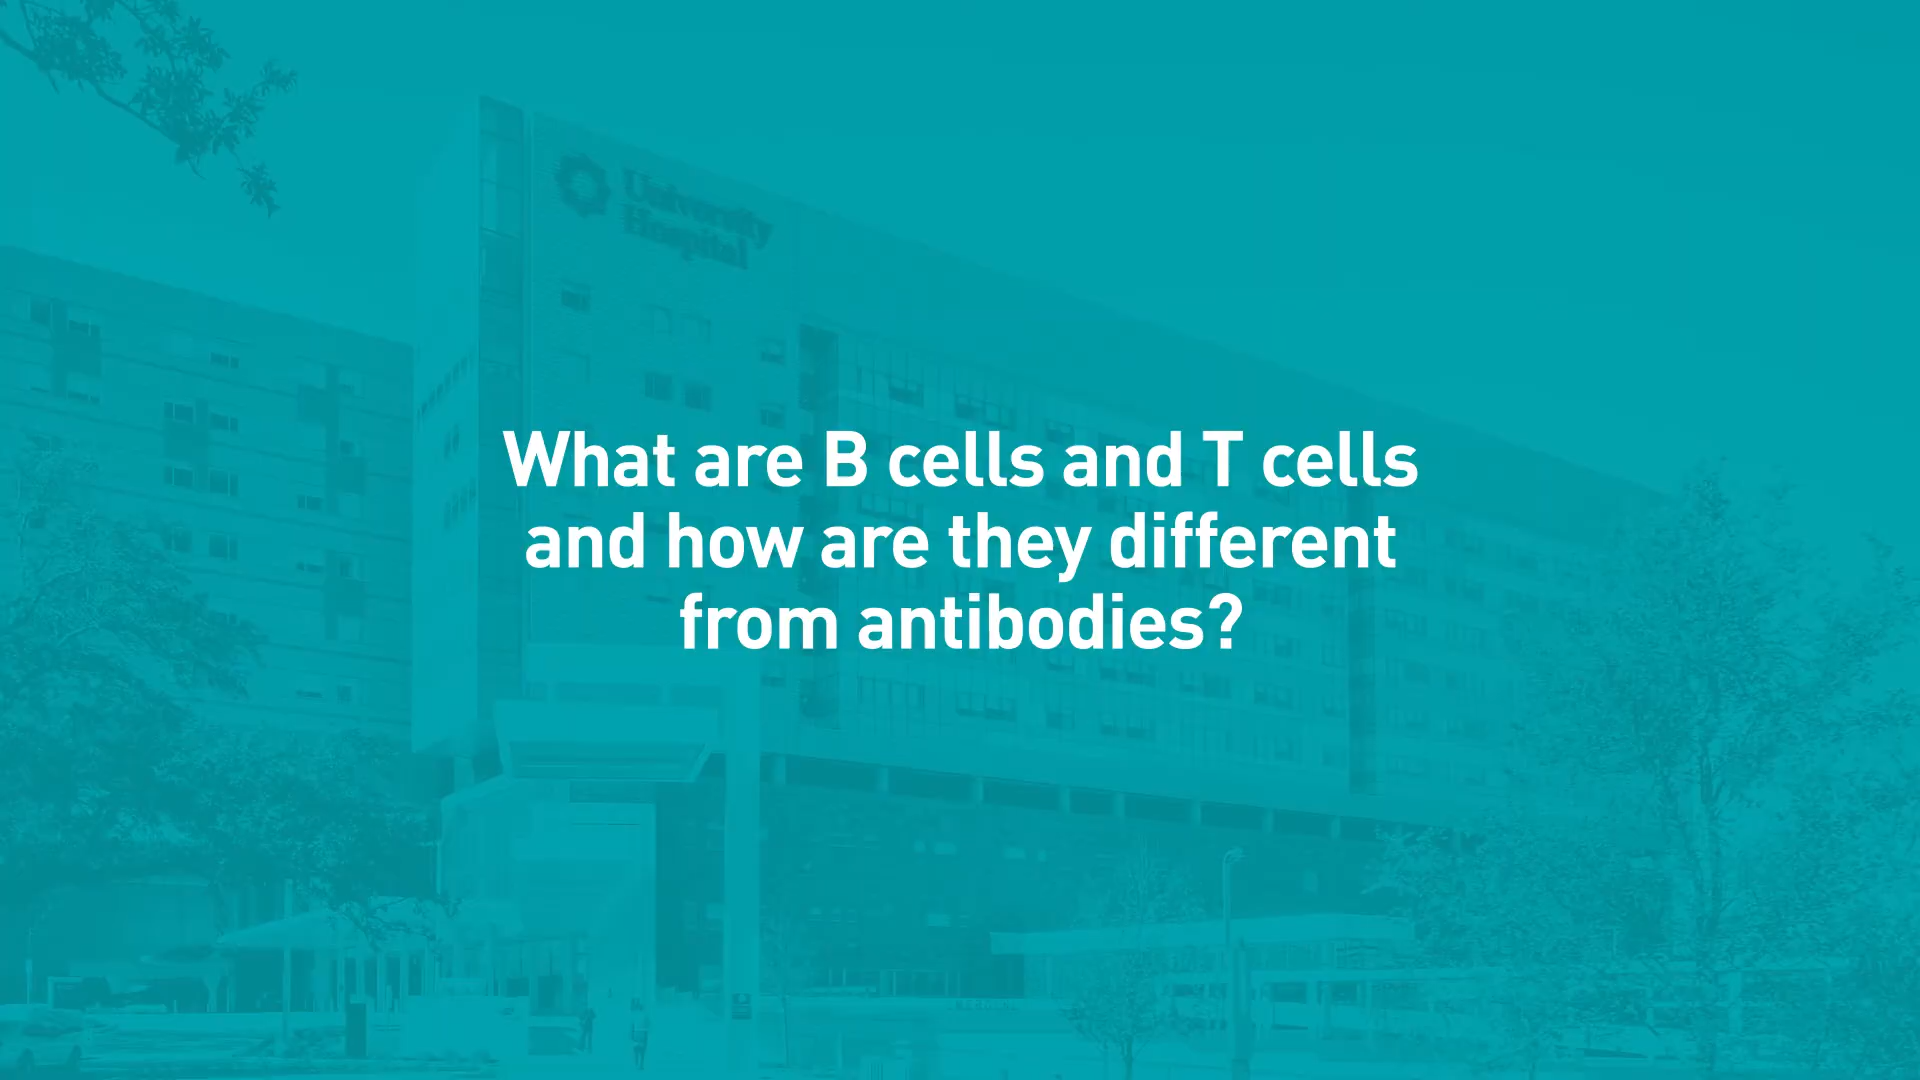 University
Hospital
What are B cells and T cells
and how are they different
from antibodies?